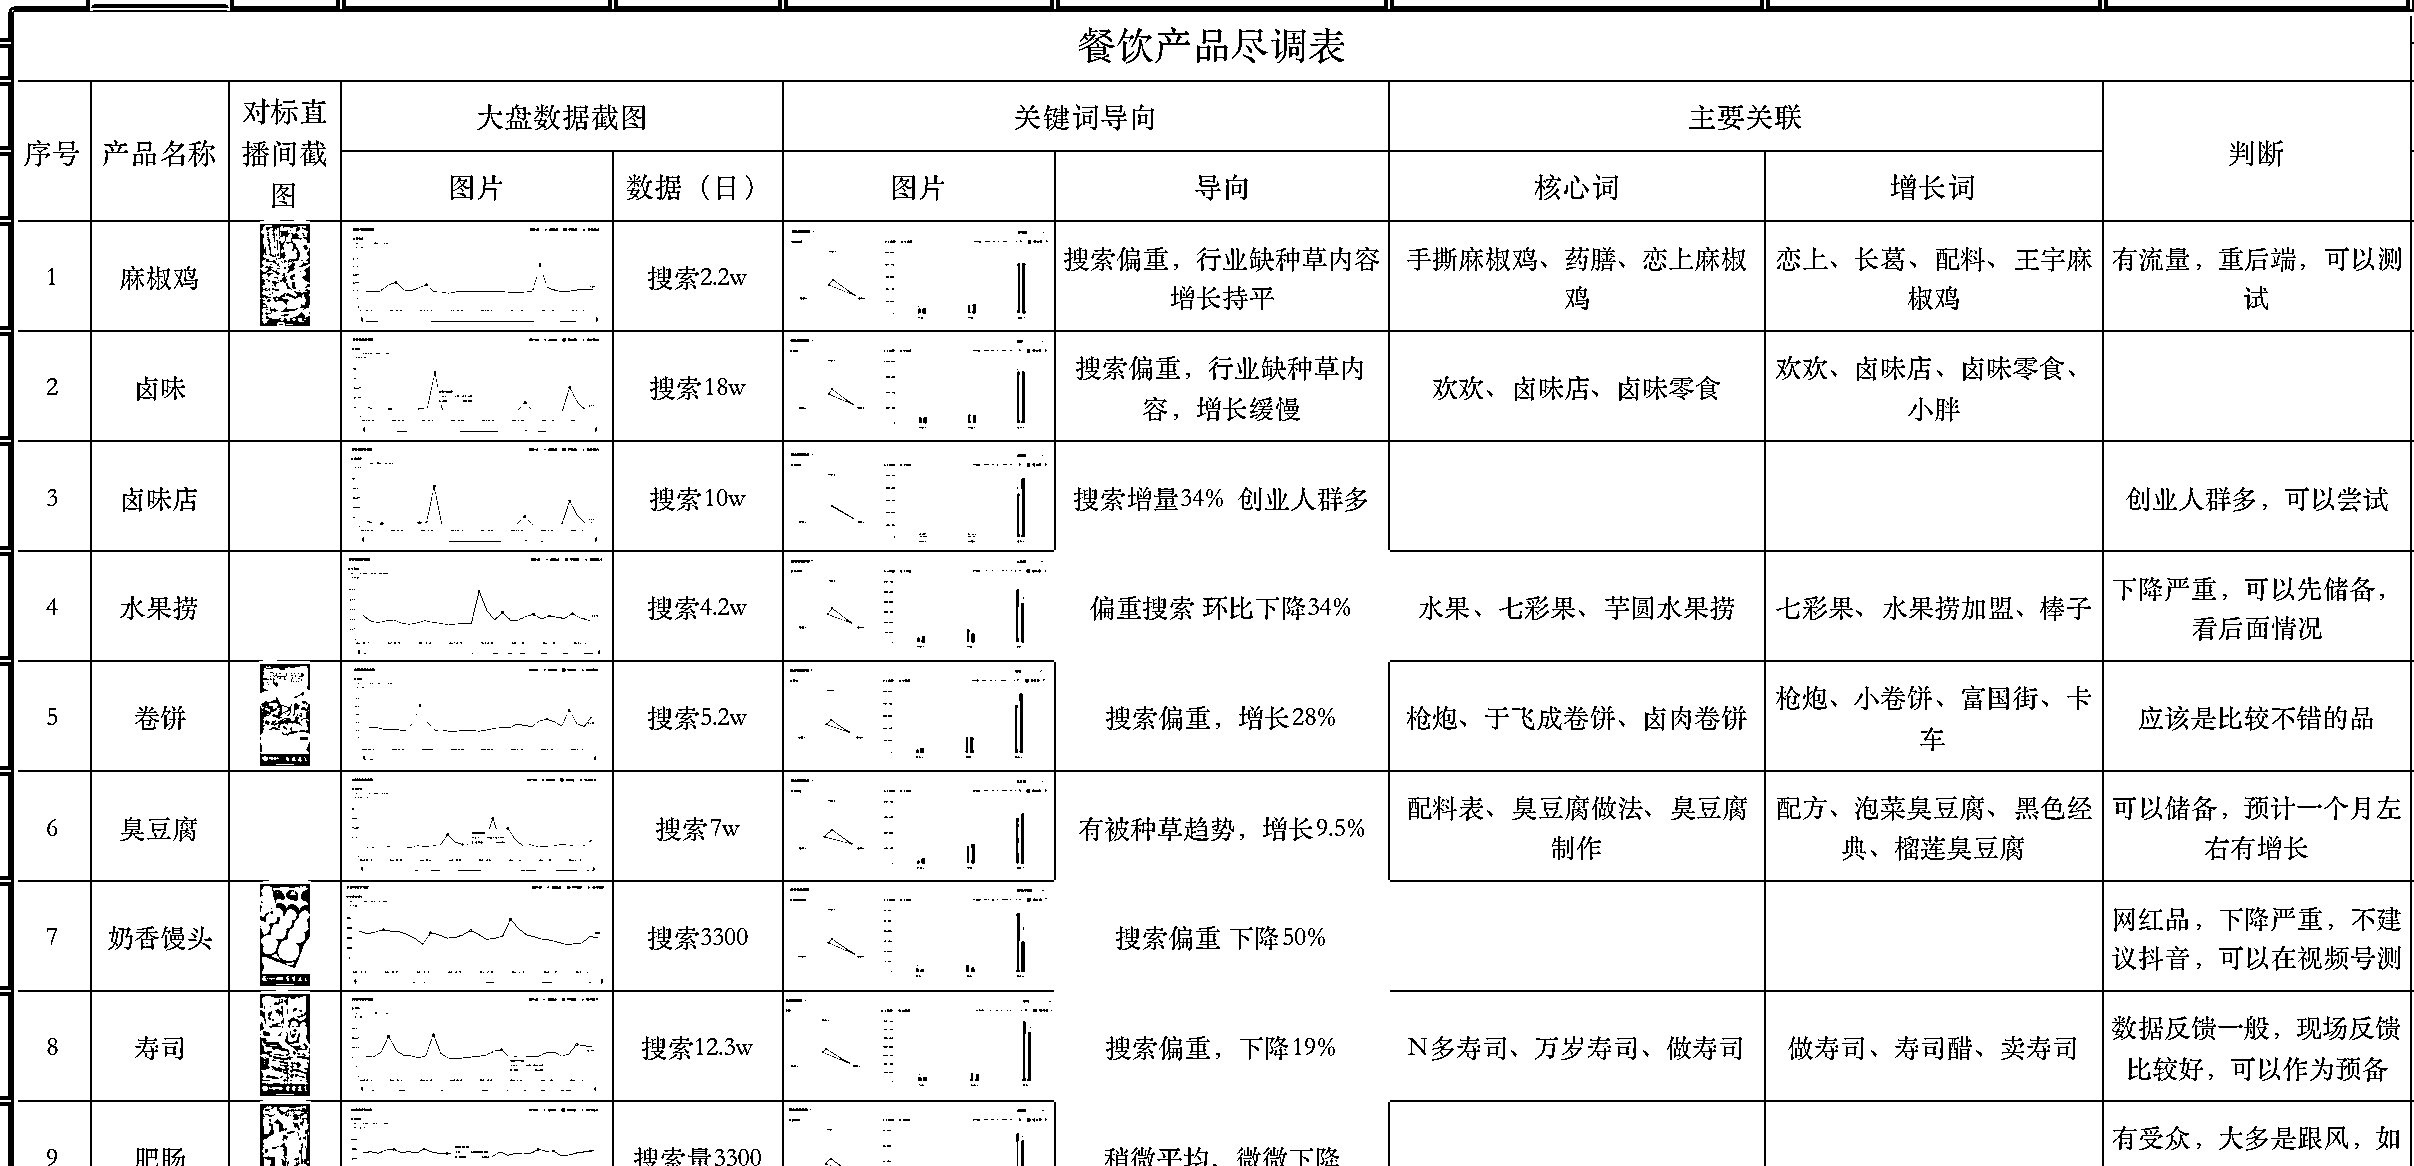 餐饮产品尽调表
序号
产品名称
对标直
播间截
图
大盘数据截图
关键词导向
主要关联
判断
图片
数据（日）
图片
导向
核心词
增长词
1
麻椒鸡
搜索2.2w
搜索偏重，行业缺种草内容
增长持平
手撕麻椒鸡、药膳、恋上麻椒
鸡
恋上、长葛、配料、王宇麻
椒鸡
有流量，重后端，可以测
试
2
卤味
搜索18w
搜索偏重，行业缺种草内
容，增长缓慢
欢欢、卤味店、卤味零食
欢欢、卤味店、卤味零食、
小胖
3
卤味店
搜索10w
搜索增量34% 创业人群多
创业人群多，可以尝试
4
水果捞
搜索4.2w
偏重搜索 环比下降34%
水果、七彩果、芋圆水果捞
七彩果、水果捞加盟、棒子
下降严重，可以先储备，
看后面情况
5
卷饼
搜索5.2w
搜索偏重，增长28%
枪炮、于飞成卷饼、卤肉卷饼
枪炮、小卷饼、富国街、卡
车
应该是比较不错的品
6
臭豆腐
搜索7w
有被种草趋势，增长9.5%
配料表、臭豆腐做法、臭豆腐
制作
配方、泡菜臭豆腐、黑色经
典、榴莲臭豆腐
可以储备，预计一个月左
右有增长
7
奶香馒头
搜索3300
搜索偏重 下降50%
网红品，下降严重，不建
议抖音，可以在视频号测
8
寿司
搜索12.3w
搜索偏重，下降19%
N多寿司、万岁寿司、做寿司
做寿司、寿司醋、卖寿司
数据反馈一般，现场反馈
比较好，可以作为预备
9
肥肠
搜索量3300
稍微平均，微微下降
有受众，大多是跟风，如